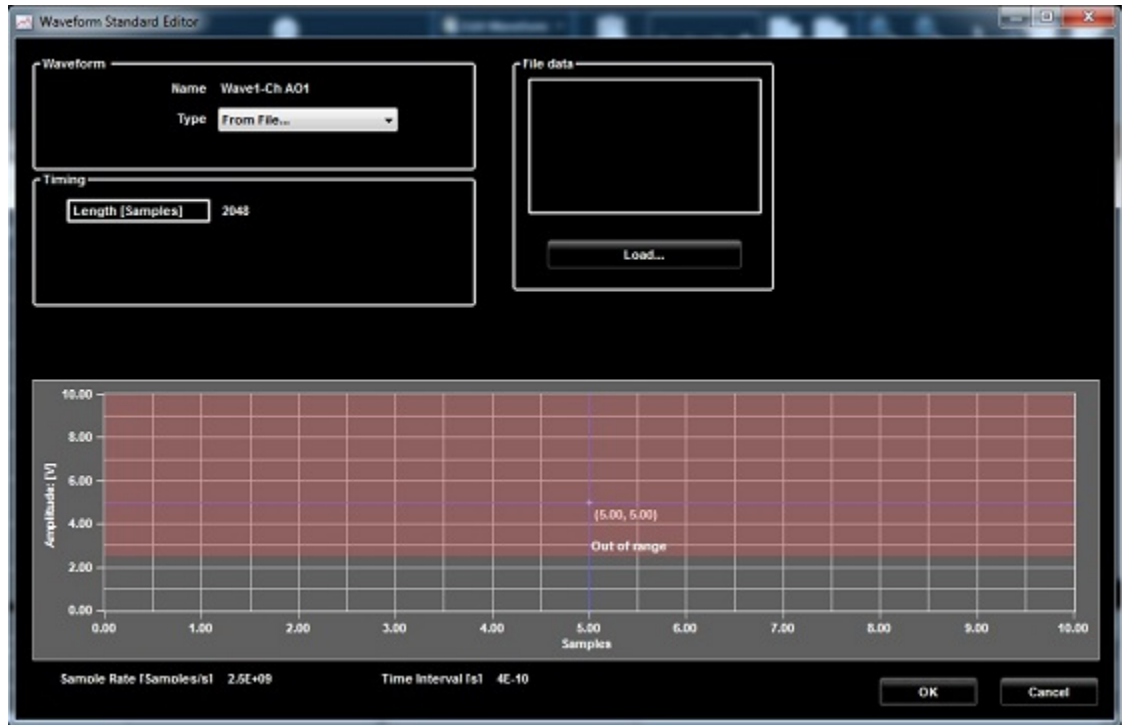 Waveform Standard Editor
Waveform
Name Wave1-Ch AO1
Type From File...
Timing
Length [Samples] 2048
File data
Load...
10.00
8.00
6.00
4.00
2.00
0.00
Amplitude: [V]
(5.00, 5.00)
Out of range
0.00 1.00 2.00 3.00 4.00 5.00 6.00 7.00 8.00 9.00 10.00
Samples
Sample Rate [Samples/s] 2.5E+09 Time Interval [s] 4E-10
OK Cancel